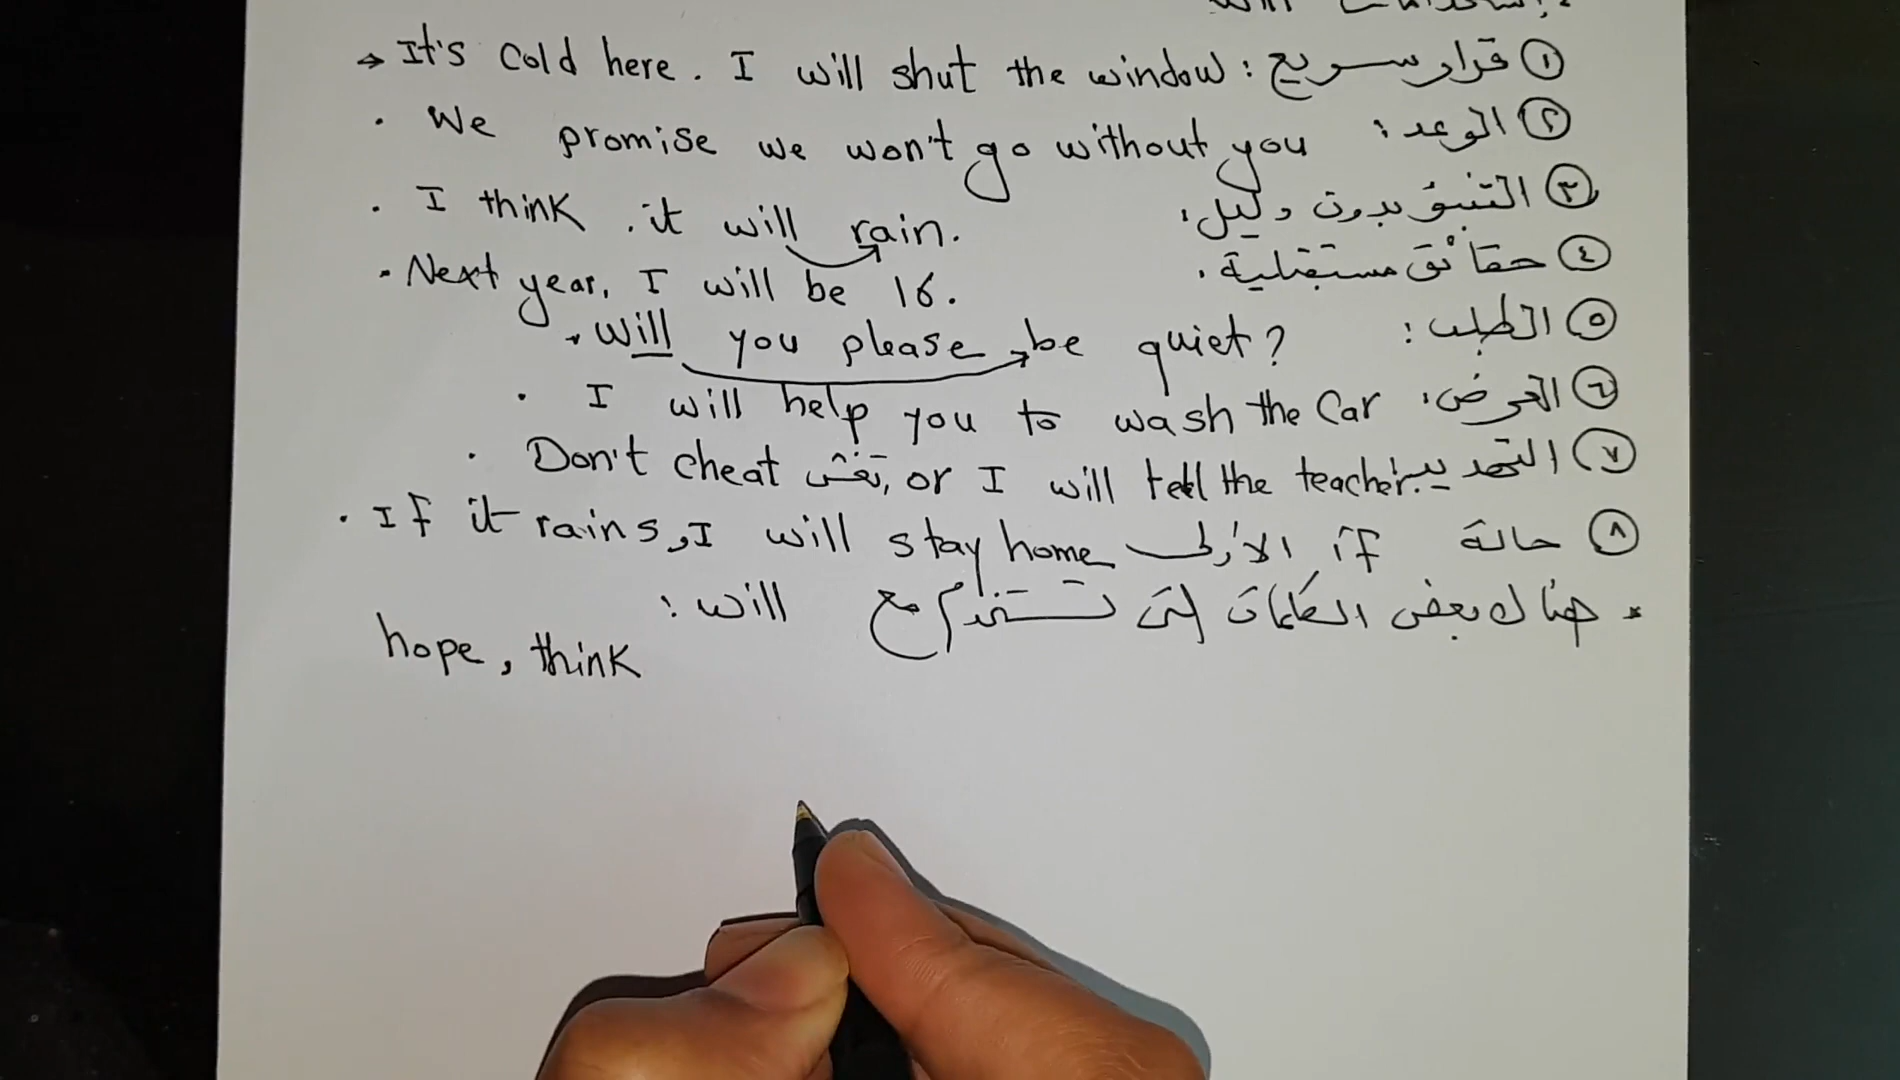 ① قرار سريع : It's cold here. I will shut the window
② الوعد : We promise we won't go without you
③ التنبؤ بدون دليل : I think it will rain.
④ حقائق مستقبلية : Next year, I will be 16.
⑤ الطلب : Will you please be quiet?
⑥ العرض : I will help you to wash the car
⑦ التهديد : Don't cheat تغش, or I will tell the teacher.
⑧ حالة if الأولى If it rains, I will stay home
* هناك بعض الكلمات التى تستخدم مع will :
hope, think